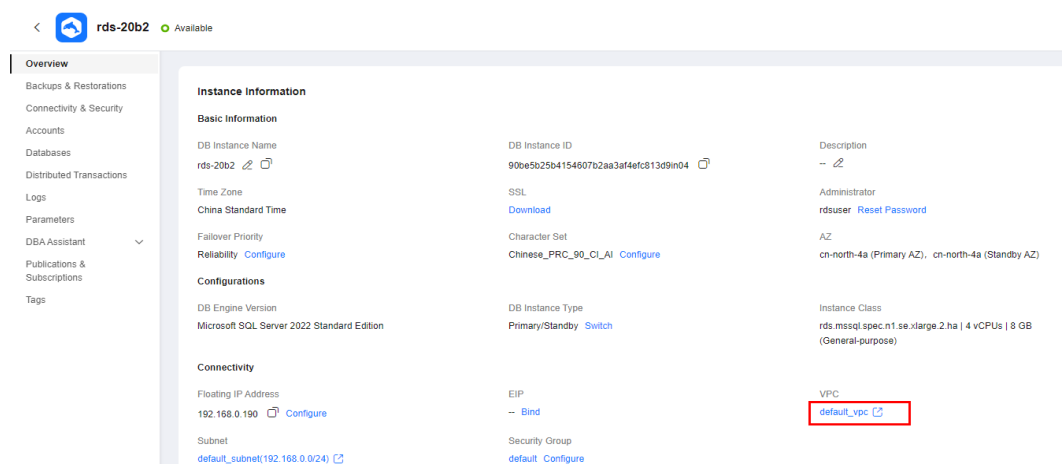 rds-20b2 Available
Overview
Backups & Restorations
Connectivity & Security
Accounts
Databases
Distributed Transactions
Logs
Parameters
DBA Assistant
Publications &
Subscriptions
Tags
Instance Information
Basic Information
DB Instance Name
rds-20b2
DB Instance ID
90be5b25b4154607b2aa3af4efc813d9in04
Description
--
Time Zone
China Standard Time
SSL
Download
Administrator
rdsuser Reset Password
Failover Priority
Reliability Configure
Character Set
Chinese_PRC_90_CI_AI Configure
AZ
cn-north-4a (Primary AZ), cn-north-4a (Standby AZ)
Configurations
DB Engine Version
Microsoft SQL Server 2022 Standard Edition
DB Instance Type
Primary/Standby Switch
Instance Class
rds.mssql.spec.n1.se.xlarge.2.ha | 4 vCPUs | 8 GB
(General-purpose)
Connectivity
Floating IP Address
192.168.0.190 Configure
EIP
-- Bind
VPC
default_vpc
Subnet
default_subnet(192.168.0.0/24)
Security Group
default Configure